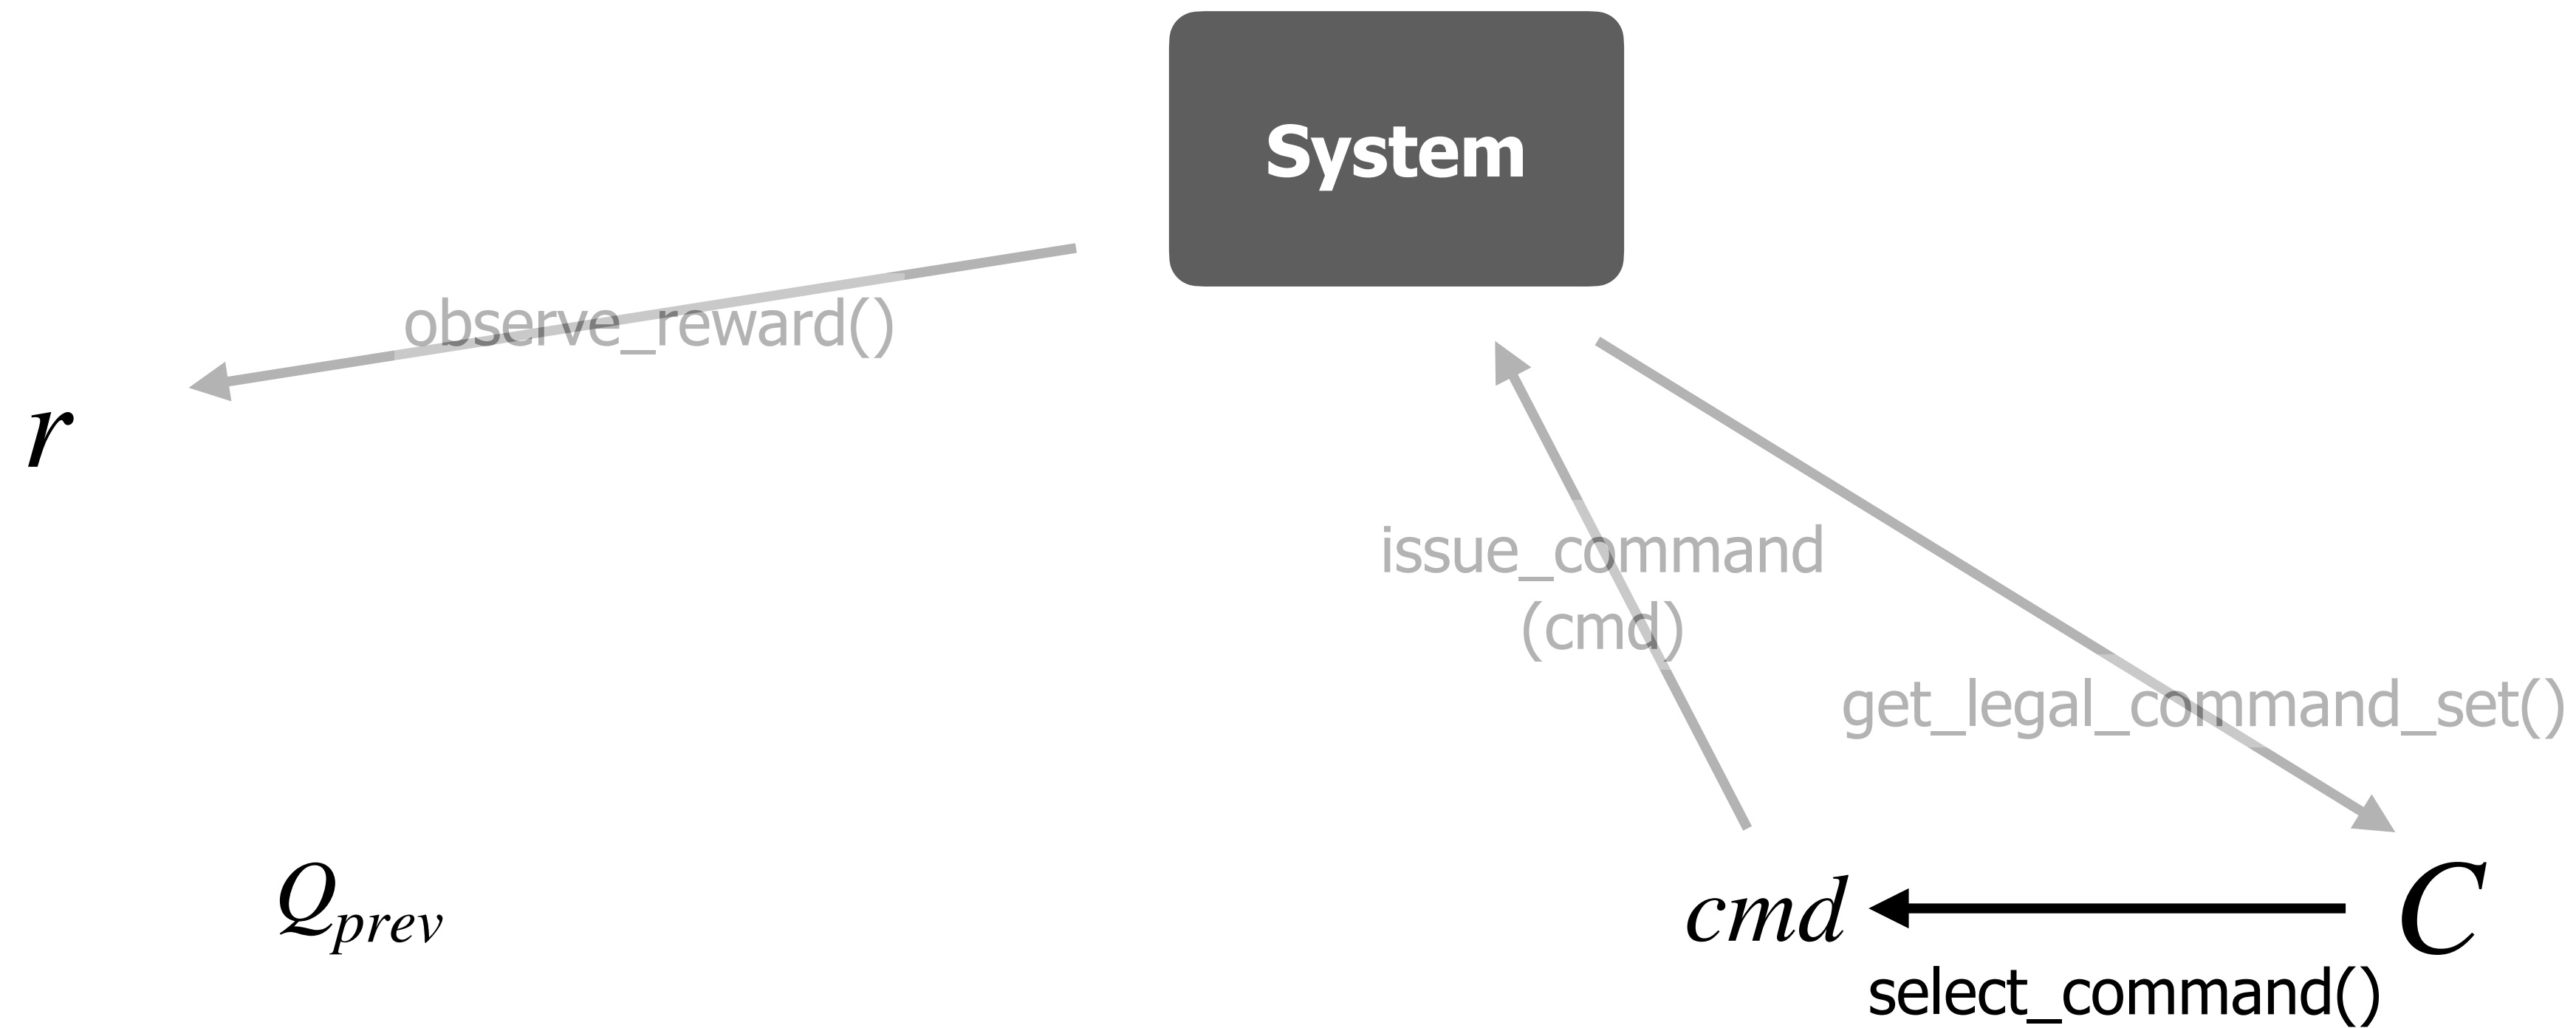 System
observe_reward()
r
issue_command
(cmd)
get_legal_command_set()
Q_prev
cmd
C
select_command()